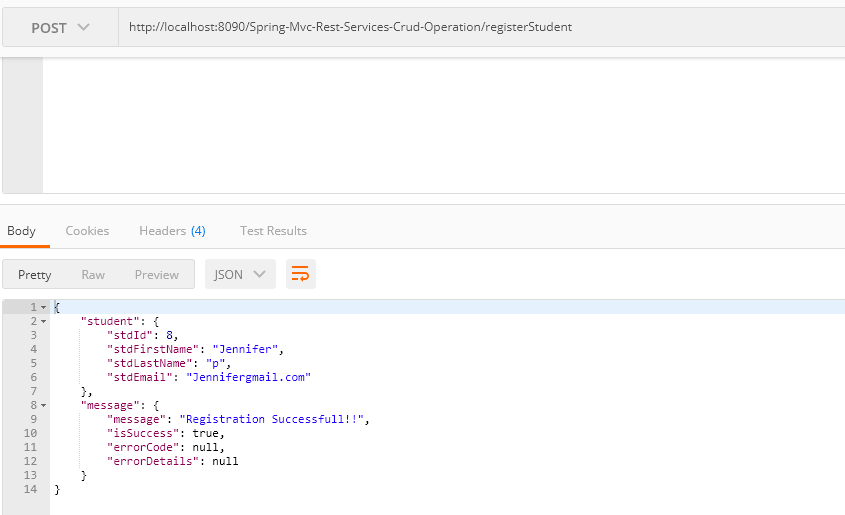 POST http://localhost:8090/Spring-Mvc-Rest-Services-Crud-Operation/registerStudent
Body Cookies Headers (4) Test Results
Pretty Raw Preview JSON
1 {
2 "student": {
3 "stdId": 8,
4 "stdFirstName": "Jennifer",
5 "stdLastName": "p",
6 "stdEmail": "Jennifergmail.com"
7 },
8 "message": {
9 "message": "Registration Successfull!!",
10 "isSuccess": true,
11 "errorCode": null,
12 "errorDetails": null
13 }
14 }